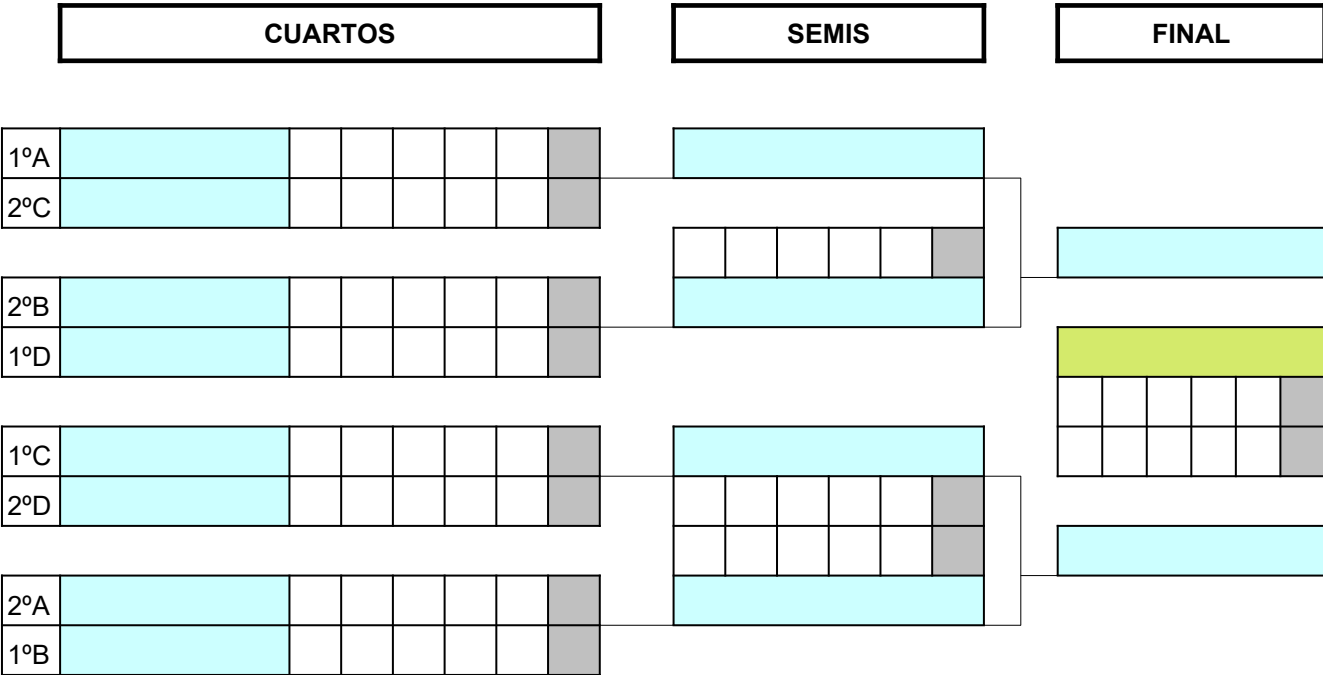 CUARTOS SEMIS FINAL
1ºA
2ºC
2ºB
1ºD
1ºC
2ºD
2ºA
1ºB